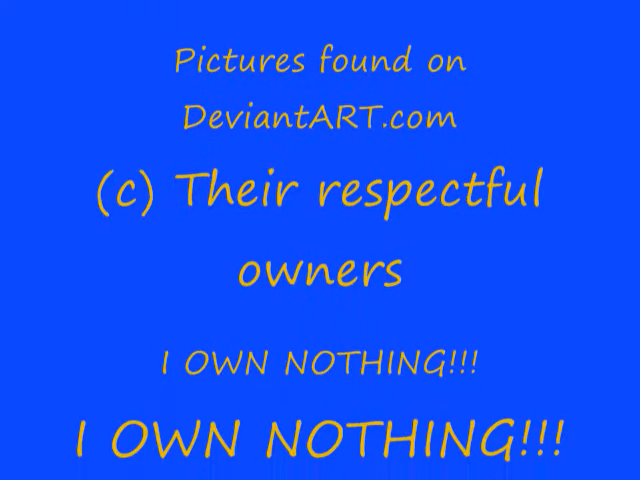 Pictures found on
DeviantART.com
(c) Their respectful
owners
I OWN NOTHING!!!
I OWN NOTHING!!!